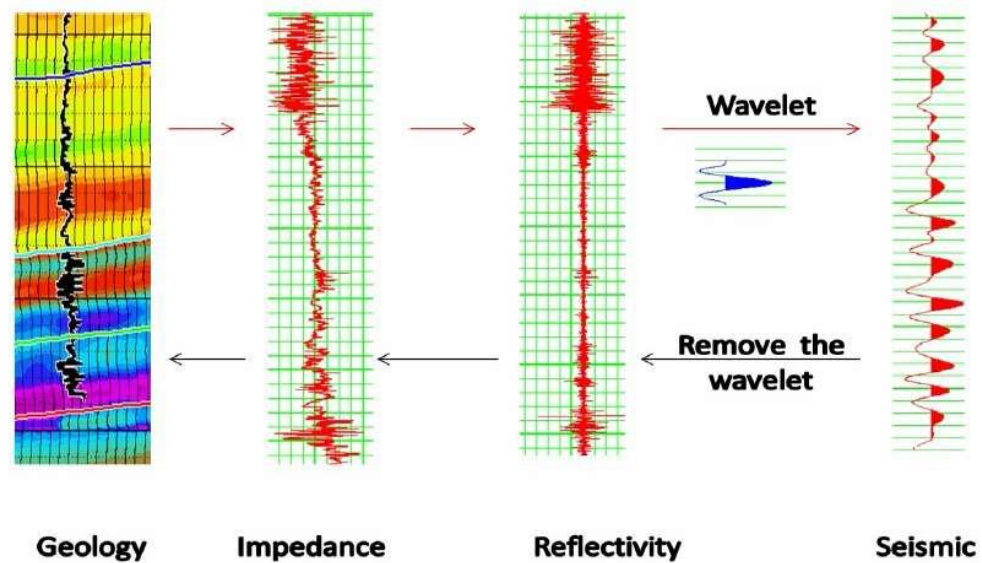 Wavelet
Remove the
wavelet
Geology
Impedance
Reflectivity
Seismic